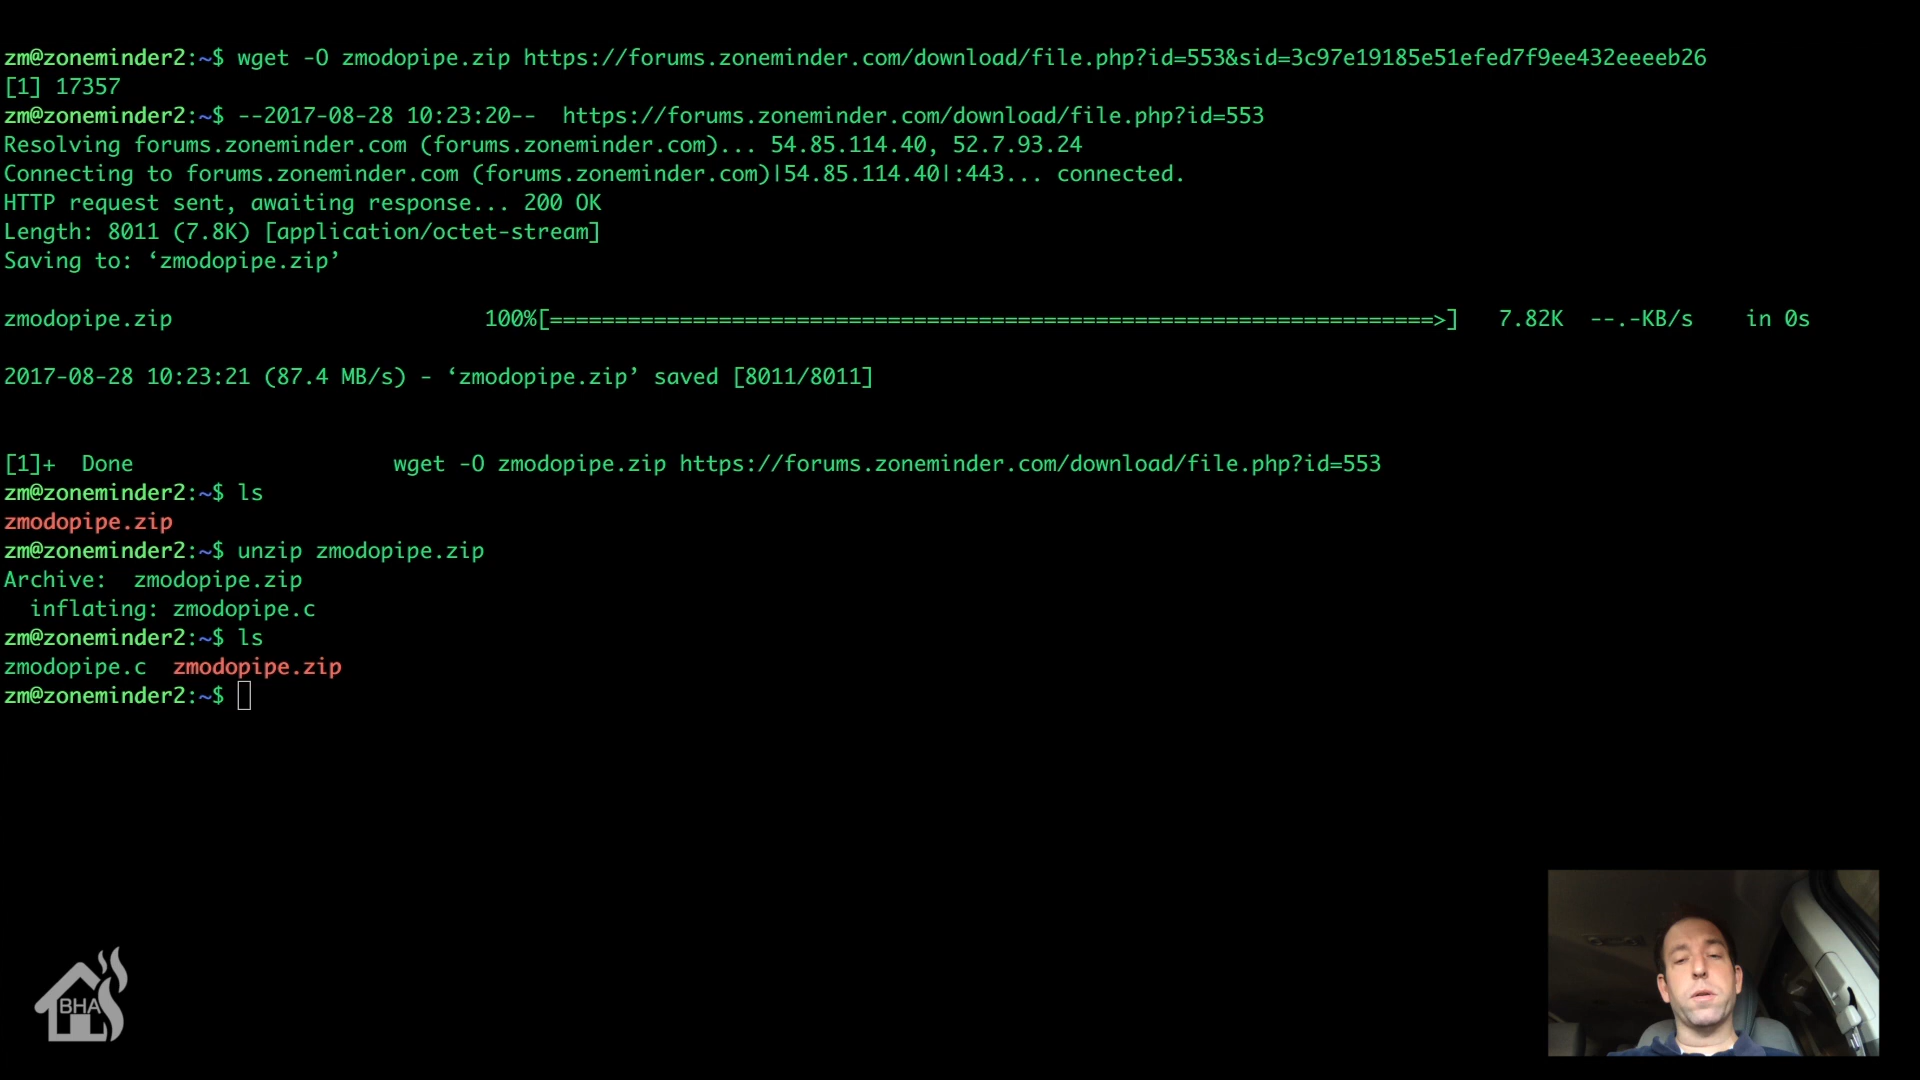 zm@zoneminder2:~$ wget -O zmodopipe.zip https://forums.zoneminder.com/download/file.php?id=553&sid=3c97e19185e51efed7f9ee432eeeeb26
[1] 17357
zm@zoneminder2:~$ --2017-08-28 10:23:20--  https://forums.zoneminder.com/download/file.php?id=553
Resolving forums.zoneminder.com (forums.zoneminder.com)... 54.85.114.40, 52.7.93.24
Connecting to forums.zoneminder.com (forums.zoneminder.com)|54.85.114.40|:443... connected.
HTTP request sent, awaiting response... 200 OK
Length: 8011 (7.8K) [application/octet-stream]
Saving to: ‘zmodopipe.zip’
zmodopipe.zip 100%[====================================================================>] 7.82K --.-KB/s in 0s
2017-08-28 10:23:21 (87.4 MB/s) - ‘zmodopipe.zip’ saved [8011/8011]
[1]+  Done                    wget -O zmodopipe.zip https://forums.zoneminder.com/download/file.php?id=553
zm@zoneminder2:~$ ls
zmodopipe.zip
zm@zoneminder2:~$ unzip zmodopipe.zip
Archive:  zmodopipe.zip
  inflating: zmodopipe.c
zm@zoneminder2:~$ ls
zmodopipe.c  zmodopipe.zip
zm@zoneminder2:~$
BHA